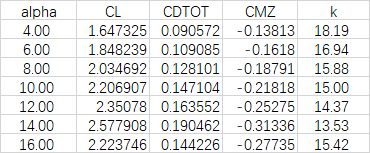 alpha CL CDTOT CMZ k
4.00 1.647325 0.090572 -0.13813 18.19
6.00 1.848239 0.109085 -0.1618 16.94
8.00 2.034692 0.128101 -0.18791 15.88
10.00 2.206907 0.147104 -0.21818 15.00
12.00 2.35078 0.163552 -0.25275 14.37
14.00 2.577908 0.190462 -0.31336 13.53
16.00 2.223746 0.144226 -0.27735 15.42